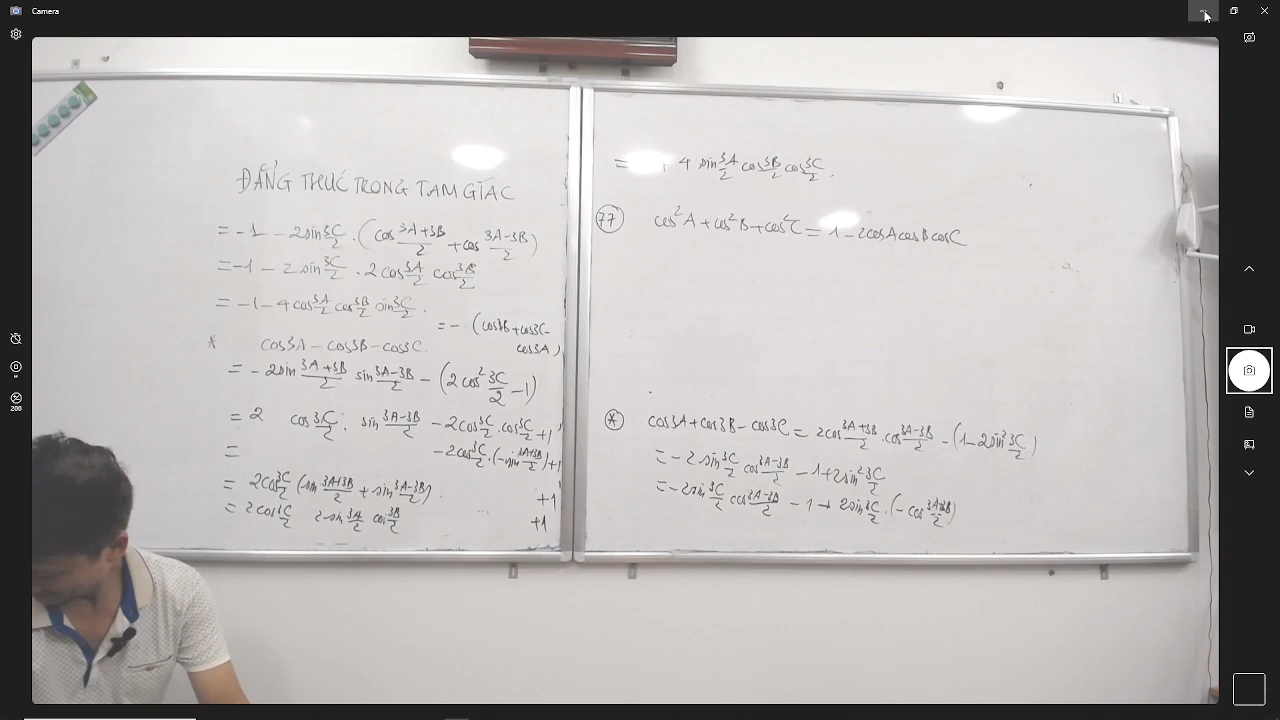 Camera
ĐẲNG THỨC TRONG TAM GIÁC
= -1 - 2sin 3C/2 . (cos (3A+3B)/2 + cos (3A-3B)/2)
= -1 - 2 sin 3C/2 . 2cos 3A/2 cos 3B/2
= -1 - 4cos 3A/2 cos 3B/2 sin 3C/2 .
= - (cos3B + cos3C - cos3A)
* cos3A - cos3B - cos3C
= - 2sin (3A+3B)/2 sin (3A-3B)/2 - (2cos² 3C/2 - 1)
= 2 cos 3C/2 . sin (3A-3B)/2 - 2cos 3C/2 . cos 3C/2 + 1
= - 2cos 3C/2 . (-sin (3A+3B)/2) + 1
= 2cos 3C/2 (sin (3A+3B)/2 + sin (3A-3B)/2) + 1
= 2cos 3C/2 2sin 3A/2 cos 3B/2 + 1
= 4 sin 3A/2 cos 3B/2 cos 3C/2 .
77 cos²A + cos²B + cos²C = 1 - 2cosAcosBcosC
* cos3A + cos3B - cos3C = 2cos (3A+3B)/2 . cos (3A-3B)/2 - (1 - 2sin² 3C/2)
= - 2 sin 3C/2 cos (3A-3B)/2 - 1 + 2sin² 3C/2
= - 2sin 3C/2 cos (3A-3B)/2 - 1 + 2sin 3C/2 . (-cos (3A+3B)/2)
200